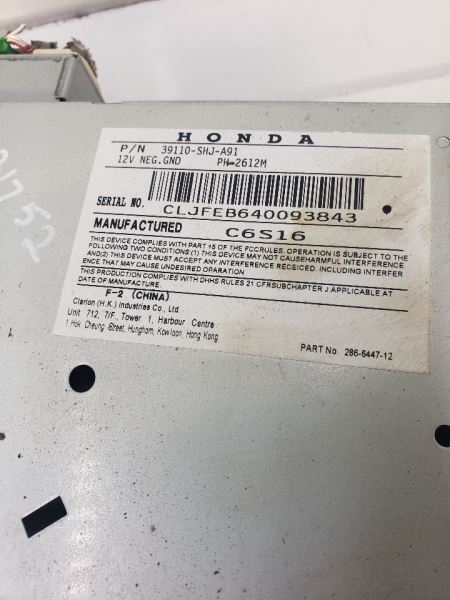 HONDA
P/N 39110-SHJ-A91
12V NEG.GND PH-2612M
SERIAL NO.
CLJFEB640093843
MANUFACTURED C6S16
THIS DEVICE COMPLIES WITH PART 15 OF THE FCCRULES. OPERATION IS SUBJECT TO THE
FOLLOWING TWO CONDITIONS (1) THIS DEVICE MAY NOT CAUSEHARMFUL INTERFERENCE
AND(2) THIS DEVICE MUST ACCEPT ANY INTERFERENCE RECEIVED. INCLUDING INTERFER
ENCE THAT MAY CAUSE UNDESIRED OPARATION
THIS PRODUCTION COMPLIES WITH DHHS RULES 21 CFRSUBCHAPTER J APPLICABLE AT
DATE OF MANUFACTURE.
F-2 (CHINA)
Clarion (H.K.) Industries Co., Ltd.
Unit 712, 7/F, Tower 1, Harbour Centre
1 Hok Cheung Street, Hunghom, Kowloon, Hong Kong
PART No. 286-6447-12